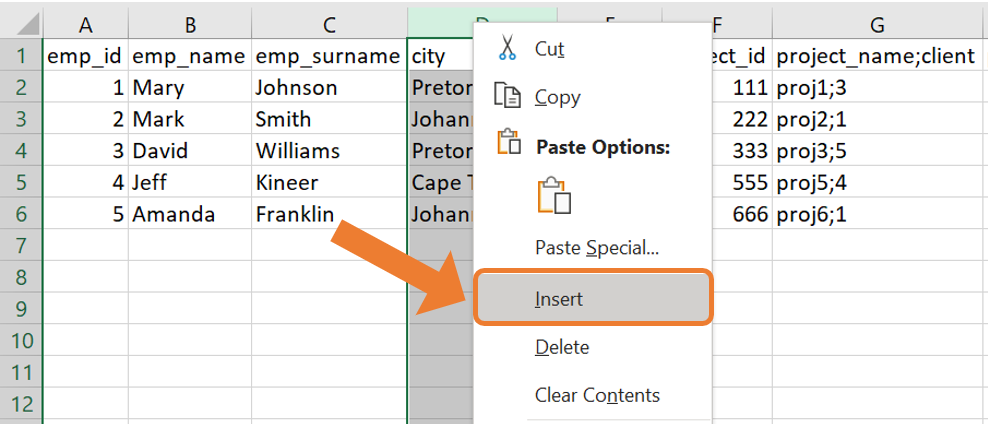 A B C D E F G
1 emp_id emp_name emp_surname city ect_id project_name;client
2 1 Mary Johnson Pretor 111 proj1;3
3 2 Mark Smith Johan 222 proj2;1
4 3 David Williams Pretor 333 proj3;5
5 4 Jeff Kineer Cape T 555 proj5;4
6 5 Amanda Franklin Johan 666 proj6;1
7
8
9
10
11
12
Cut
Copy
Paste Options:
Paste Special...
Insert
Delete
Clear Contents